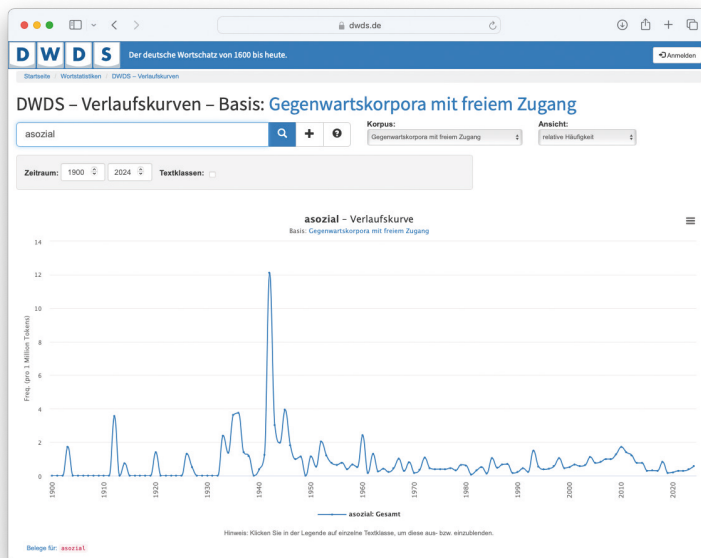 dwds.de
DWDS Der deutsche Wortschatz von 1600 bis heute. Anmelden
Startseite / Wortstatistiken / DWDS – Verlaufskurven
DWDS – Verlaufskurven – Basis: Gegenwartskorpora mit freiem Zugang
Korpus: Ansicht:
asozial Gegenwartskorpora mit freiem Zugang relative Häufigkeit
Zeitraum: 1900 2024 Textklassen:
asozial – Verlaufskurve
Basis: Gegenwartskorpora mit freiem Zugang
Freq. (pro 1 Million Tokens)
14
12
10
8
6
4
2
0
1900 1910 1920 1930 1940 1950 1960 1970 1980 1990 2000 2010 2020
asozial: Gesamt
Hinweis: Klicken Sie in der Legende auf einzelne Textklasse, um diese aus- bzw. einzublenden.
Belege für: asozial